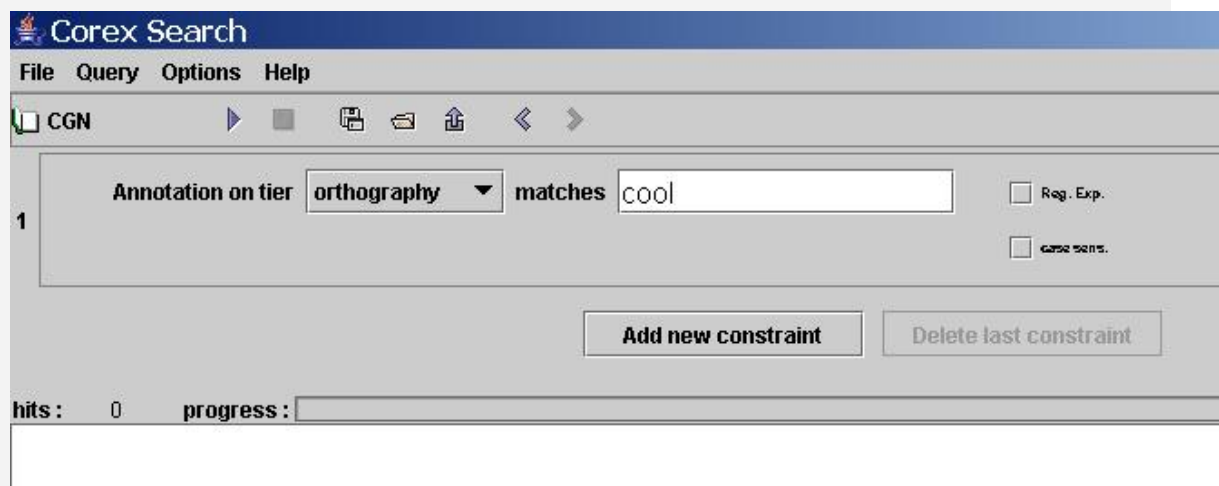 Corex Search
File Query Options Help
CGN
Annotation on tier orthography matches cool Reg. Exp.
1
case sens.
Add new constraint Delete last constraint
hits : 0 progress :